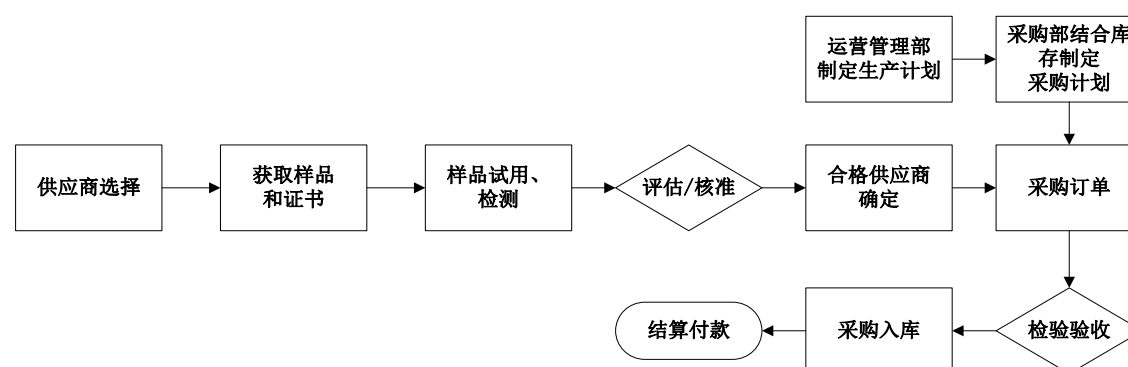 运营管理部
制定生产计划
采购部结合库
存制定
采购计划
供应商选择
获取样品
和证书
样品试用、
检测
评估/核准
合格供应商
确定
采购订单
结算付款
采购入库
检验验收